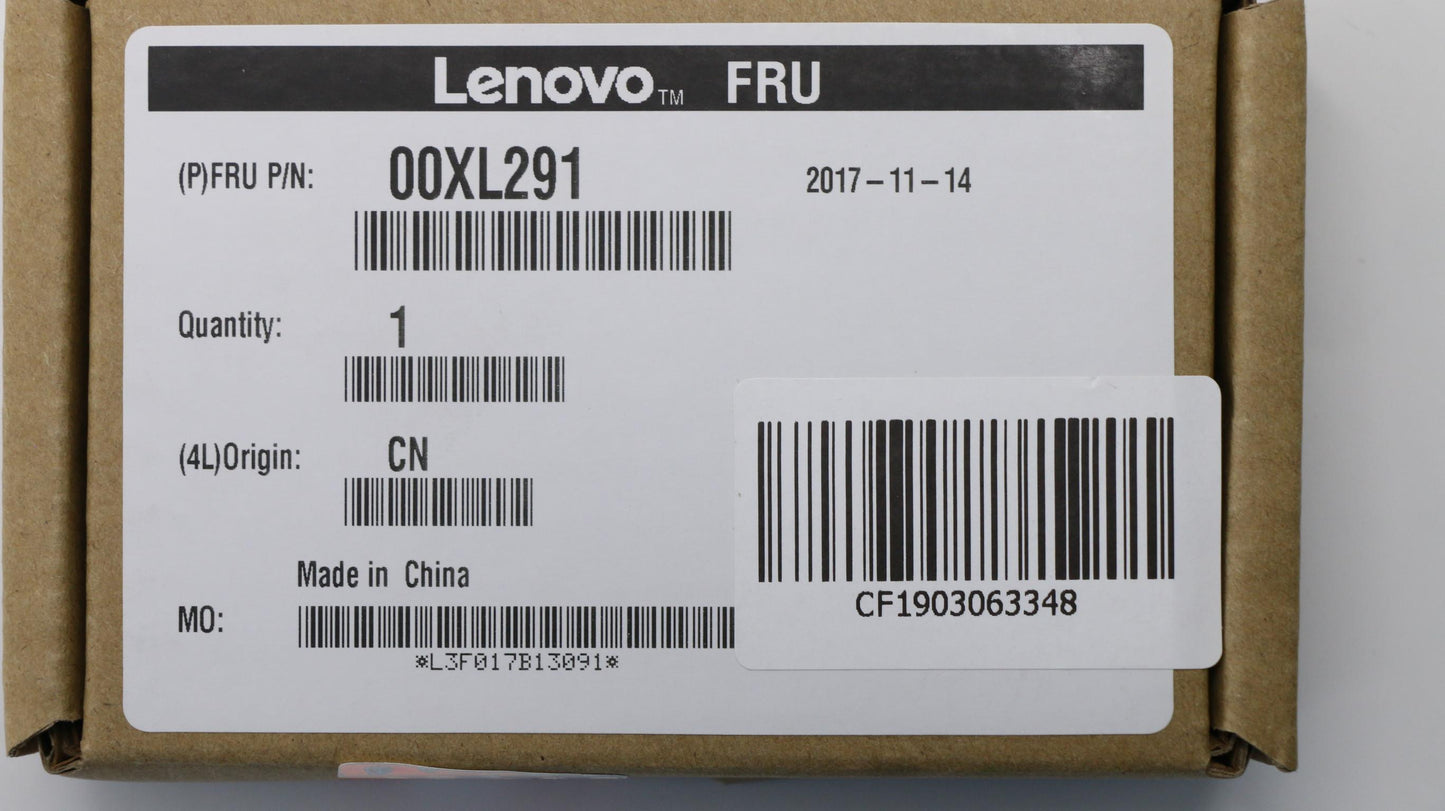 Lenovo™ FRU
(P)FRU P/N: 00XL291 2017-11-14
Quantity: 1
(4L)Origin: CN
Made in China
MO:
*L3F017B13091*
CF1903063348